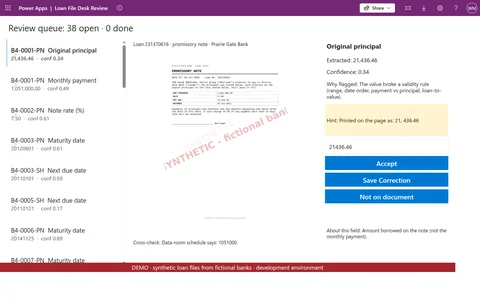 Power Apps | Loan File Desk Review
Share
WM
Review queue: 38 open · 0 done
B4-0001-PN Original principal
21,436.46 · conf 0.34
B4-0001-PN Monthly payment
1,051,000.00 · conf 0.49
B4-0002-PN Note rate (%)
7.50 · conf 0.61
B4-0003-PN Maturity date
20120601 · conf 0.61
B4-0003-SH Next due date
20110101 · conf 0.59
B4-0005-SH Next due date
20110121 · conf 0.17
B4-0006-PN Maturity date
20141125 · conf 0.69
B4-0007-PN Maturity date
Loan 231370616 · promissory note · Prairie Gate Bank
PROMISSORY NOTE
SYNTHETIC - fictional bank
Cross-check: Data-room schedule says: 1051000
Original principal
Extracted: 21,436.46
Confidence: 0.34
Why flagged: The value broke a validity rule
(range, date order, payment vs principal, loan-to-
value).
Hint: Printed on the page as: 21, 436.46
21436.46
Accept
Save Correction
Not on document
About this field: Amount borrowed on the note (not the
monthly payment).
DEMO · synthetic loan files from fictional banks · development environment